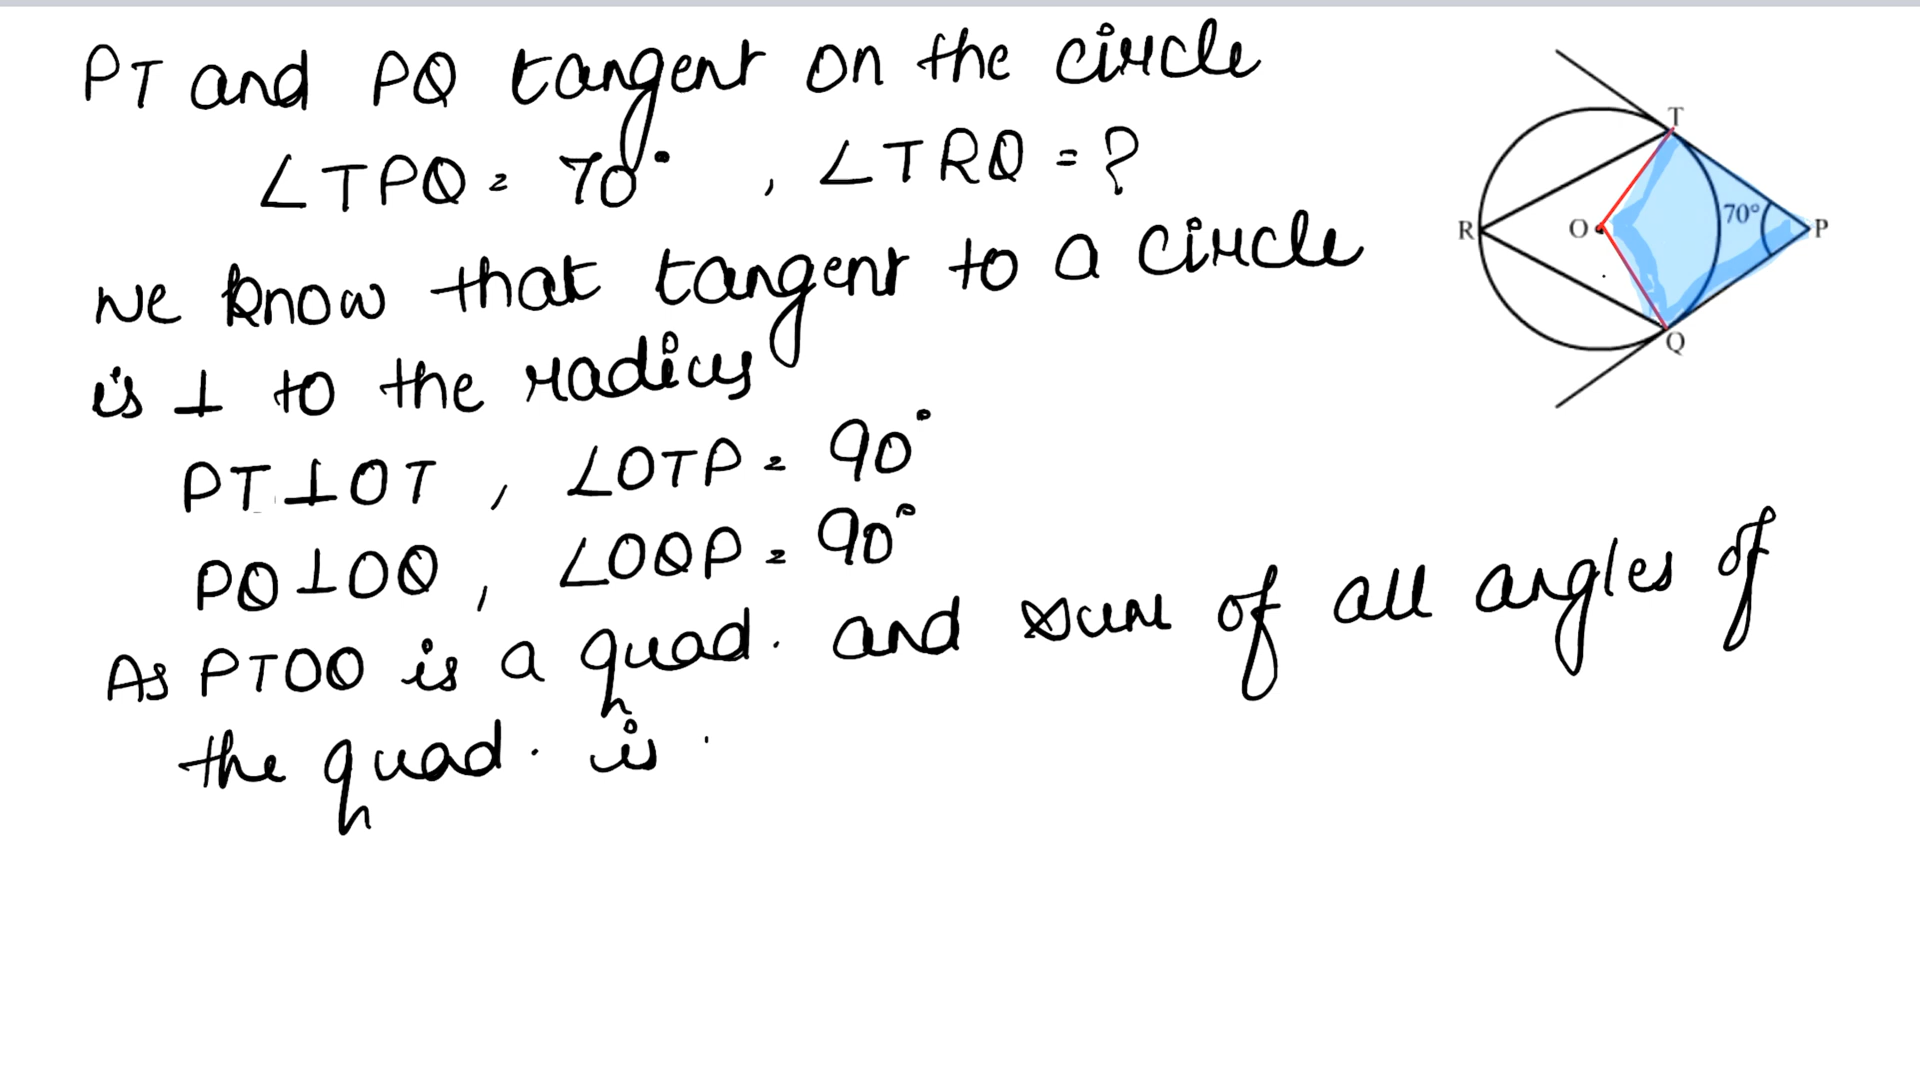 PT and PQ tangent on the circle
∠TPQ = 70° , ∠TRQ = ?
we know that tangent to a circle
is ⊥ to the radius
PT ⊥ OT , ∠OTP = 90°
PQ ⊥ OQ , ∠OQP = 90°
As PTOQ is a quad. and sum of all angles of
the quad. is
T
R
O
70°
P
Q